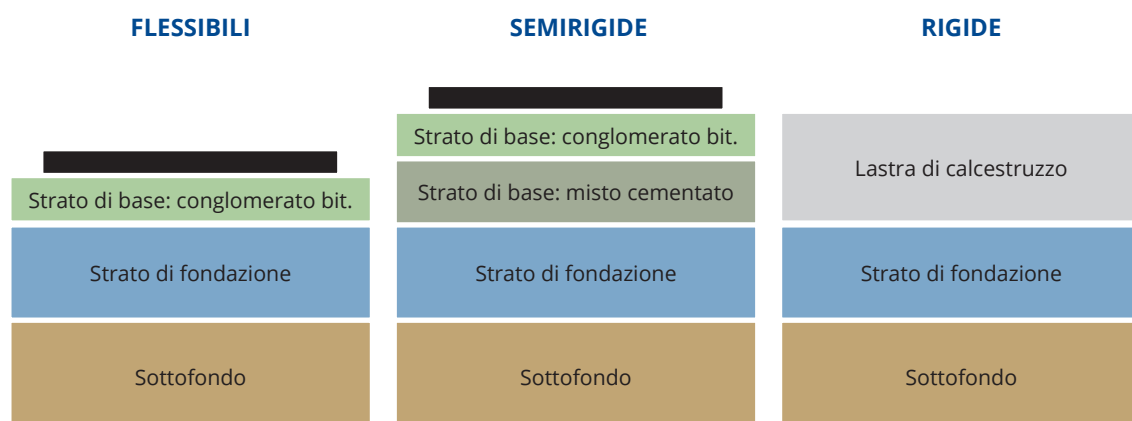 FLESSIBILI
SEMIRIGIDE
RIGIDE
Strato di base: conglomerato bit.
Strato di fondazione
Sottofondo
Strato di base: conglomerato bit.
Strato di base: misto cementato
Strato di fondazione
Sottofondo
Lastra di calcestruzzo
Strato di fondazione
Sottofondo